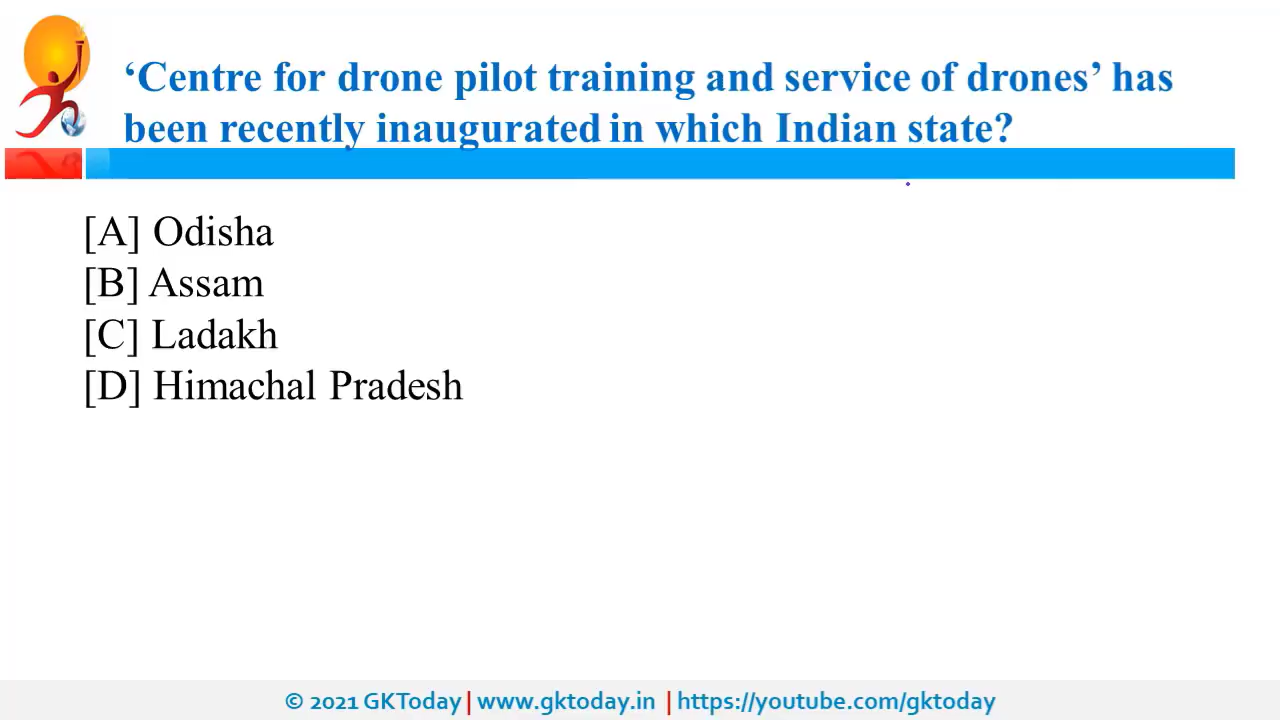 ‘Centre for drone pilot training and service of drones’ has
been recently inaugurated in which Indian state?
[A] Odisha
[B] Assam
[C] Ladakh
[D] Himachal Pradesh
© 2021 GKToday | www.gktoday.in | https://youtube.com/gktoday